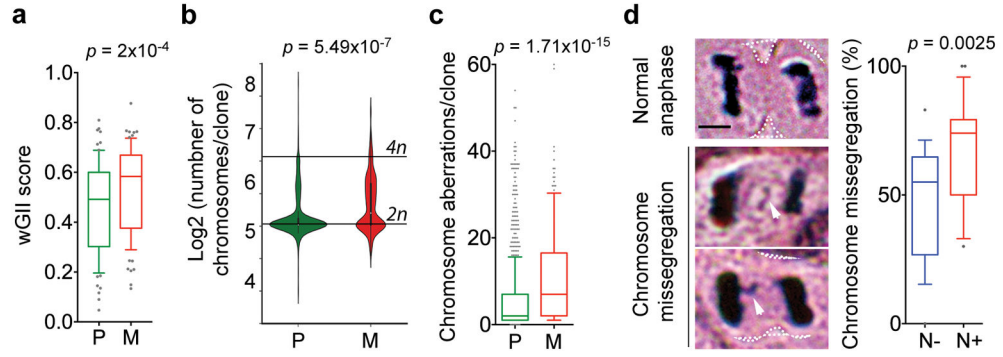 a
p = 2x10-4
wGII score
1.0
0.8
0.6
0.4
0.2
0.0
P M
b
p = 5.49x10-7
Log2 (numbner of
chromosomes/clone)
8
7
6
5
4
4n
2n
P M
c
p = 1.71x10-15
Chromosome aberrations/clone
60
40
20
0
P M
d
Normal
anaphase
Chromosome
missegregation
p = 0.0025
Chromosome missegregation (%)
100
50
0
N- N+